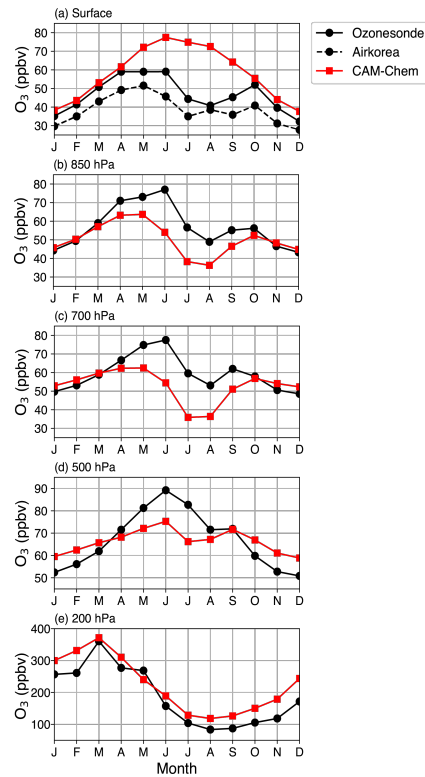 (a) Surface
80
70
60
50
40
30
O₃ (ppbv)
J F M A M J J A S O N D
Ozonesonde
Airkorea
CAM-Chem
(b) 850 hPa
80
70
60
50
40
30
O₃ (ppbv)
J F M A M J J A S O N D
(c) 700 hPa
80
70
60
50
40
30
O₃ (ppbv)
J F M A M J J A S O N D
(d) 500 hPa
90
80
70
60
50
O₃ (ppbv)
J F M A M J J A S O N D
(e) 200 hPa
400
300
200
100
O₃ (ppbv)
J F M A M J J A S O N D
Month